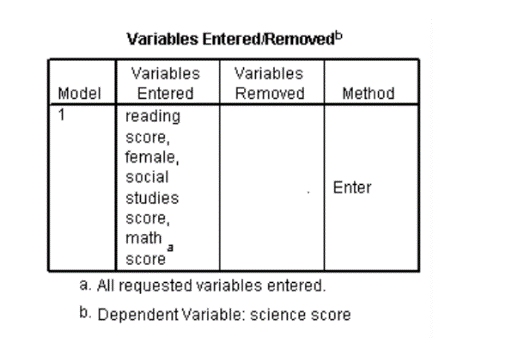 Variables Entered/Removedb
Model Variables Entered Variables Removed Method
1 reading
score,
female,
social
studies
score,
math
score a . Enter
a. All requested variables entered.
b. Dependent Variable: science score